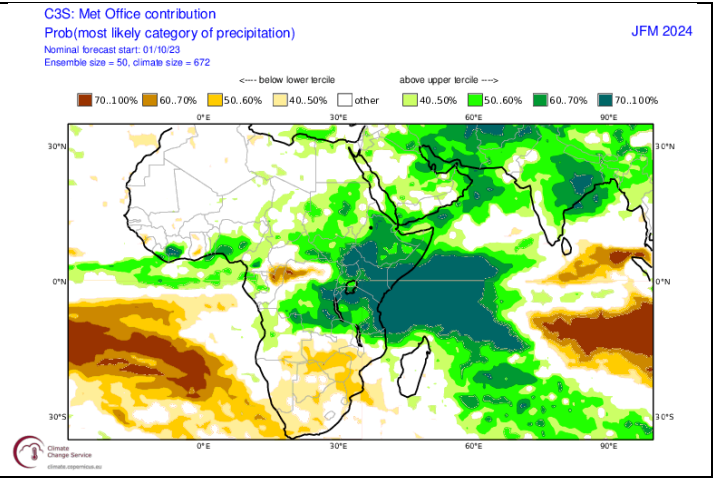 C3S: Met Office contribution
Prob(most likely category of precipitation)
JFM 2024
Nominal forecast start: 01/10/23
Ensemble size = 50, climate size = 672
<---- below lower tercile
above upper tercile ---->
70..100%
60..70%
50..60%
40..50%
other
40..50%
50..60%
60..70%
70..100%
0°E
30°E
60°E
90°E
30°N
30°N
0°N
0°N
30°S
30°S
0°E
30°E
60°E
90°E
Climate
Change Service
climate.copernicus.eu